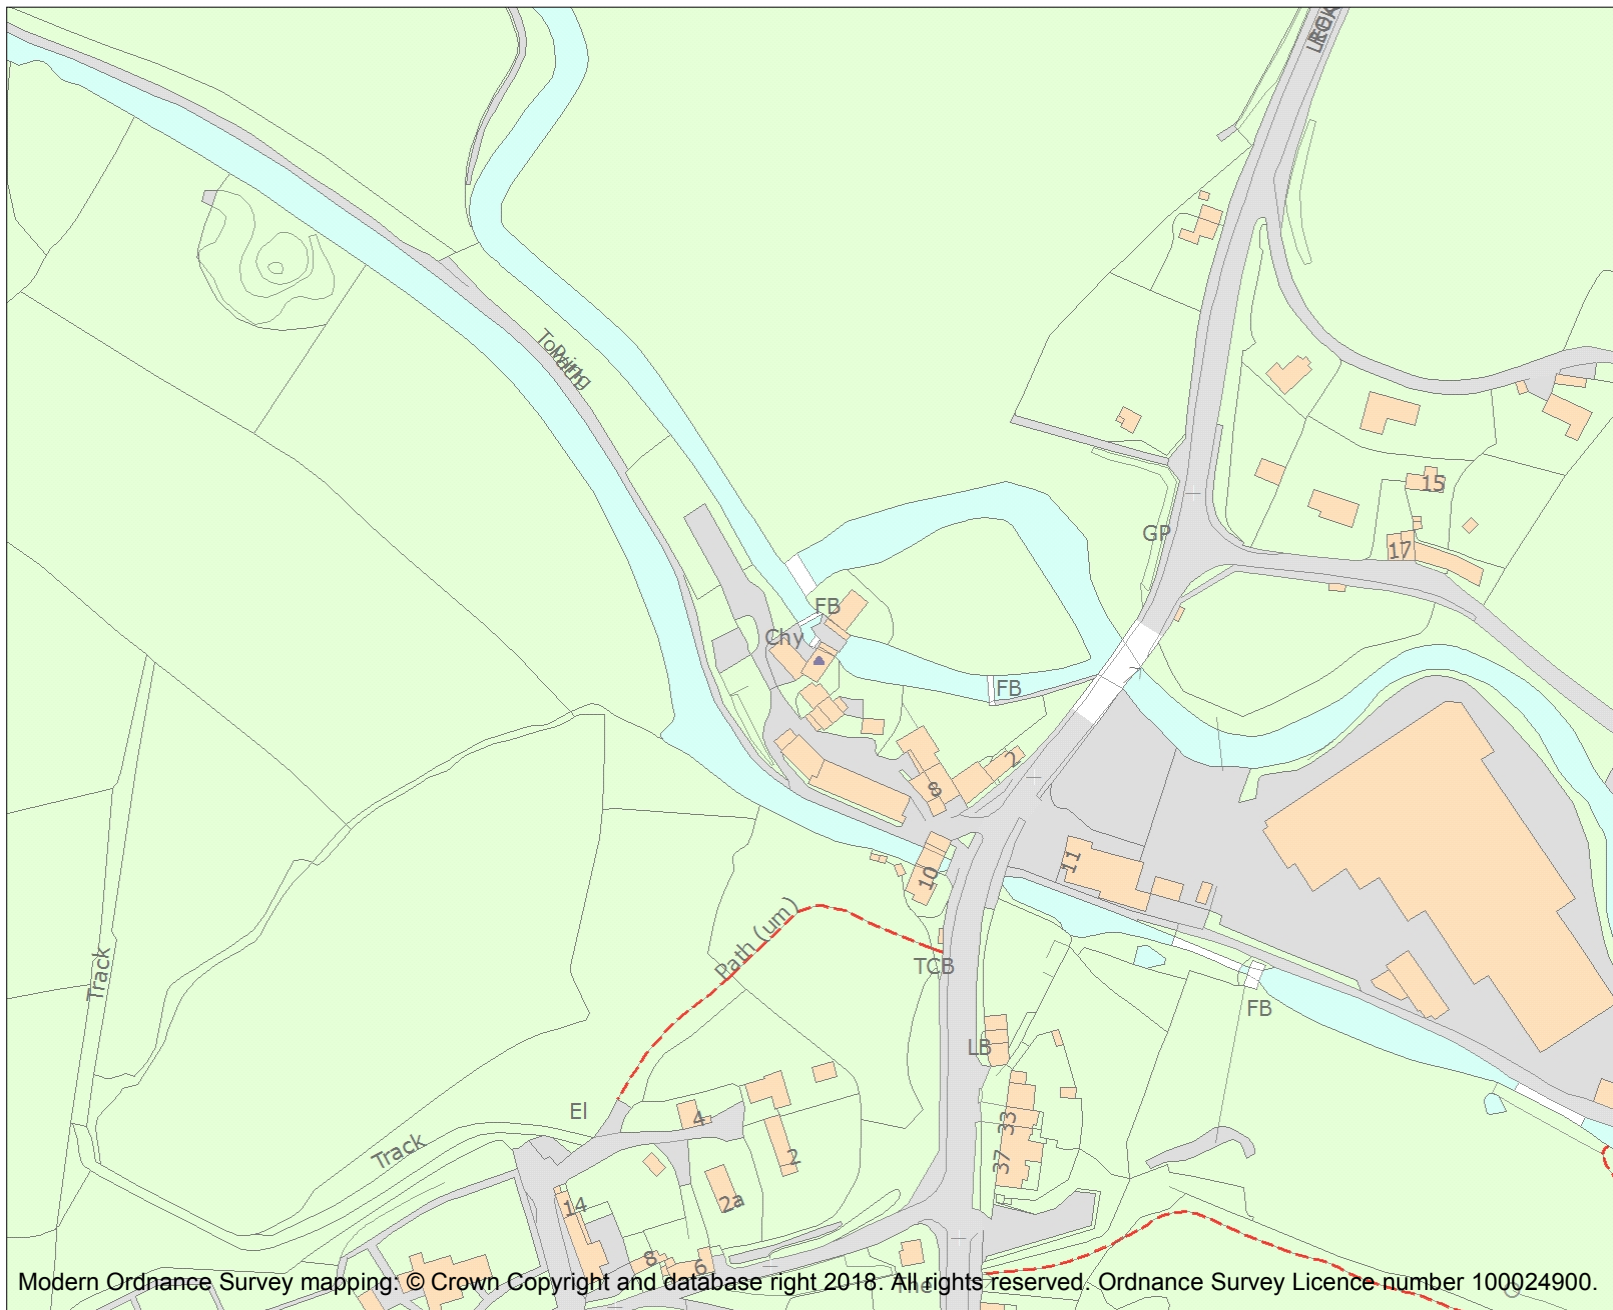 15
GP
17
Towing
Path
FB
Chy
FB
2
8
11
10
Path (um)
TCB
Track
FB
LB
El
4
33
Track
2
37
2a
14
8
6
The
Modern Ordnance Survey mapping: © Crown Copyright and database right 2018. All rights reserved. Ordnance Survey Licence number 100024900.